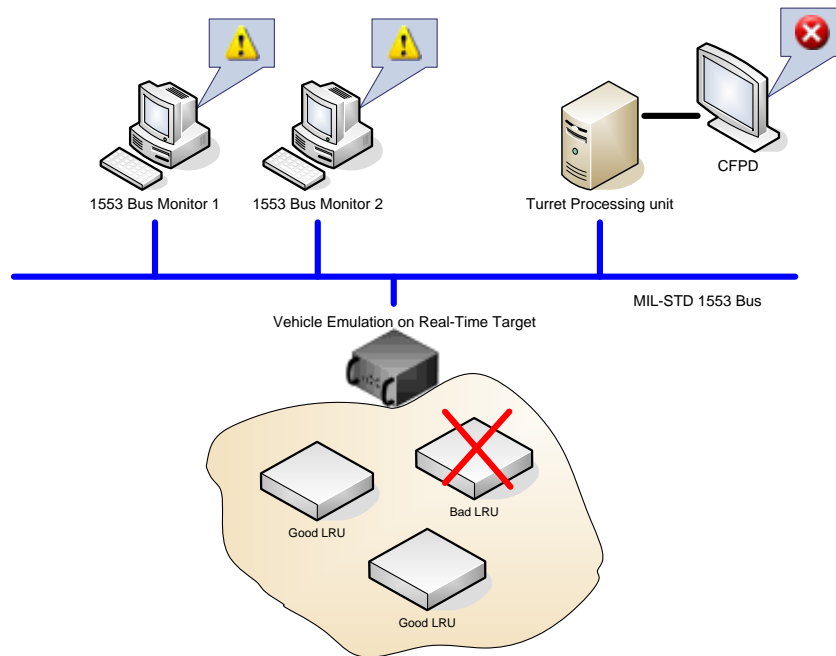 CFPD
1553 Bus Monitor 1
1553 Bus Monitor 2
Turret Processing unit
MIL-STD 1553 Bus
Vehicle Emulation on Real-Time Target
Bad LRU
Good LRU
Good LRU